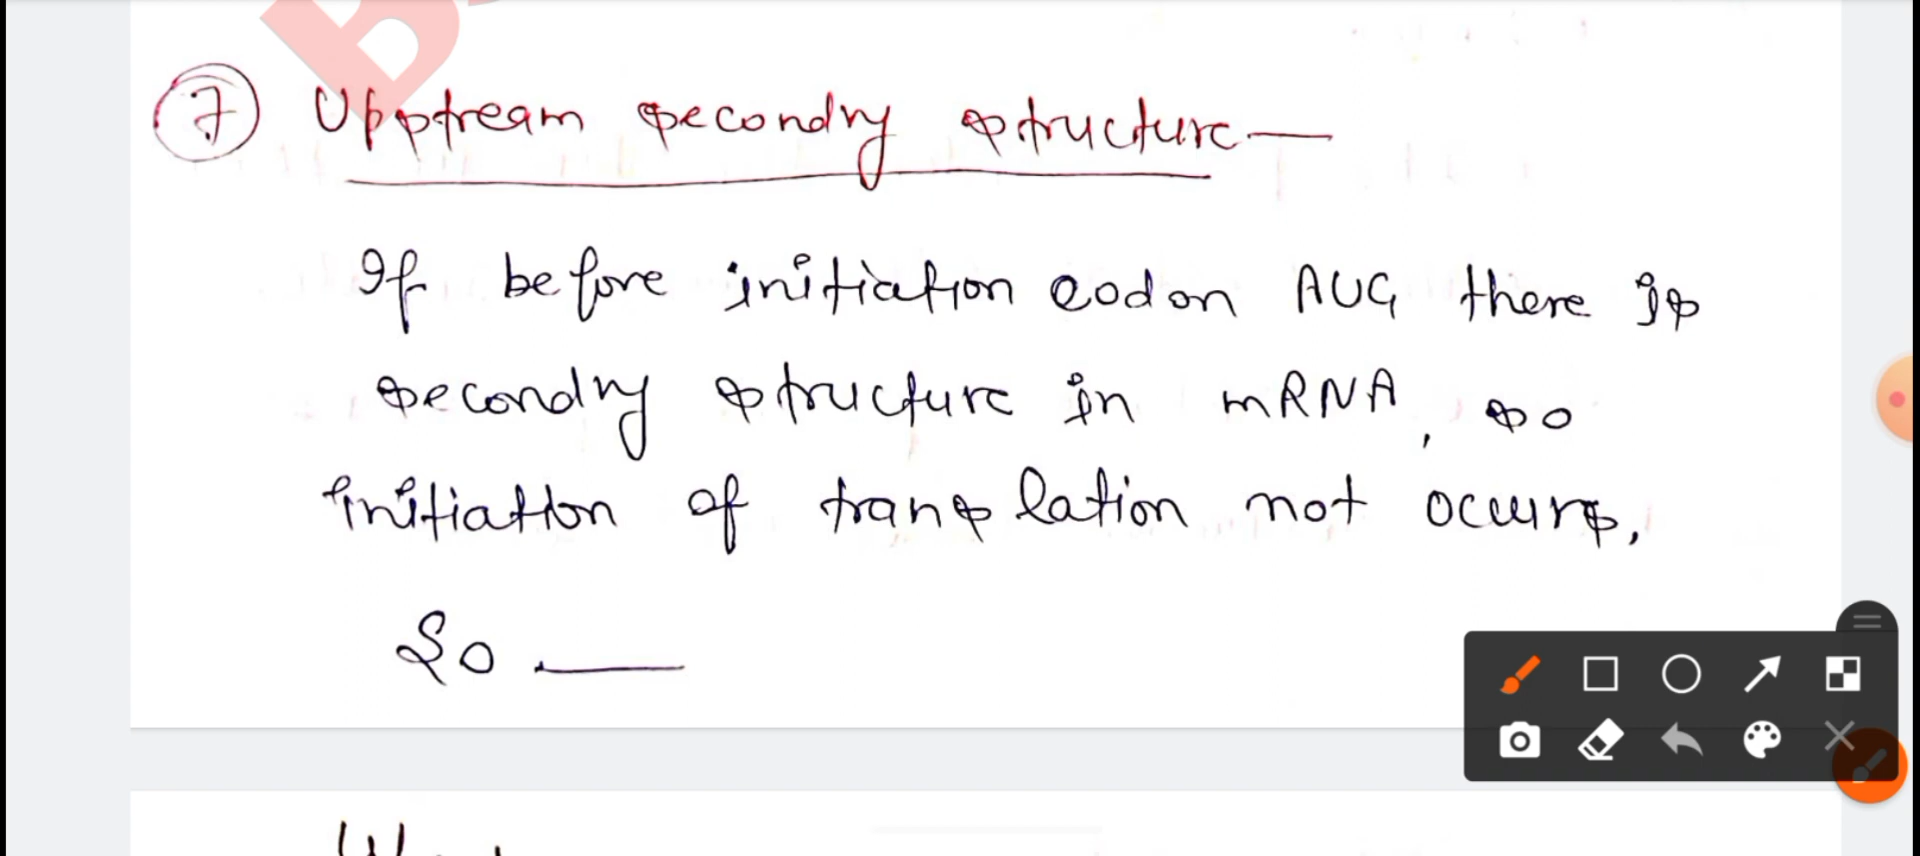 ⑦ Upstream secondry structure —
If before initiation codon AUG there is
secondry structure in mRNA, so
initiation of translation not occurs,
So —